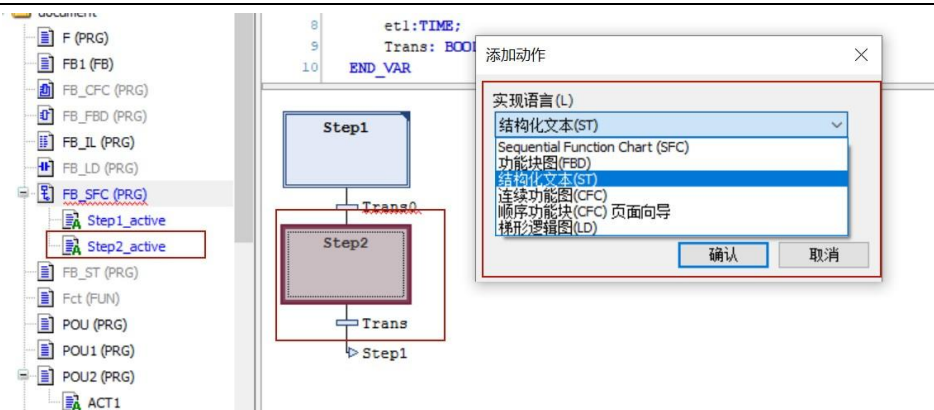 document
F (PRG)
FB1 (FB)
FB_CFC (PRG)
FB_FBD (PRG)
FB_IL (PRG)
FB_LD (PRG)
FB_SFC (PRG)
Step1_active
Step2_active
FB_ST (PRG)
Fct (FUN)
POU (PRG)
POU1 (PRG)
POU2 (PRG)
ACT1
8 et1:TIME;
9 Trans: BOOL
10 END_VAR
Step1
Trans0
Step2
Trans
Step1
添加动作
实现语言(L)
结构化文本(ST)
Sequential Function Chart (SFC)
功能块图(FBD)
结构化文本(ST)
连续功能图(CFC)
顺序功能块(CFC) 页面向导
梯形逻辑图(LD)
确认
取消